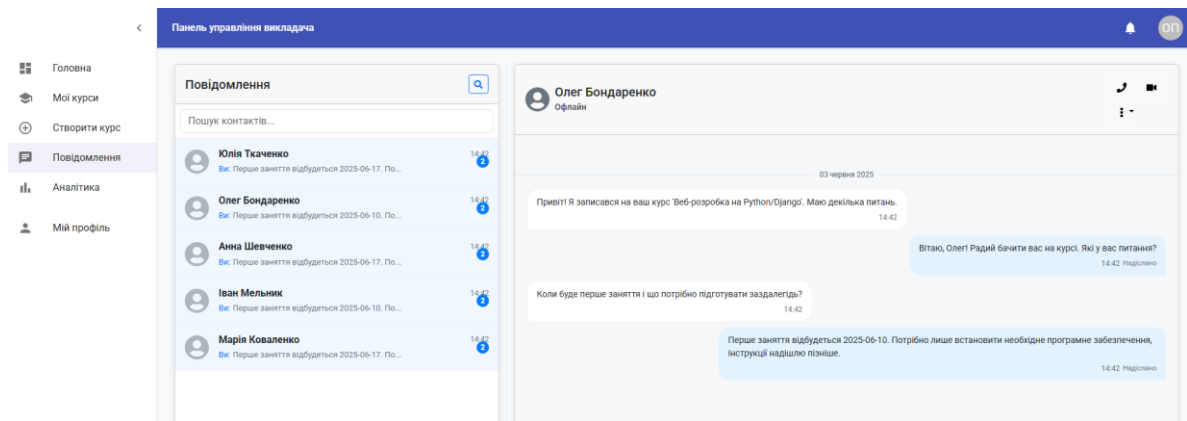 Панель управління викладача
ОП
Головна
Мої курси
Створити курс
Повідомлення
Аналітика
Мій профіль
Повідомлення
Пошук контактів...
Юлія Ткаченко
14:42
Ви: Перше заняття відбудеться 2025-06-17. По...
2
Олег Бондаренко
14:42
Ви: Перше заняття відбудеться 2025-06-10. По...
2
Анна Шевченко
14:42
Ви: Перше заняття відбудеться 2025-06-17. По...
2
Іван Мельник
14:42
Ви: Перше заняття відбудеться 2025-06-10. По...
2
Марія Коваленко
14:42
Ви: Перше заняття відбудеться 2025-06-17. По...
2
Олег Бондаренко
Офлайн
03 червня 2025
Привіт! Я записався на ваш курс 'Веб-розробка на Python/Django'. Маю декілька питань.
14:42
Вітаю, Олег! Радий бачити вас на курсі. Які у вас питання?
14:42 Надіслано
Коли буде перше заняття і що потрібно підготувати заздалегідь?
14:42
Перше заняття відбудеться 2025-06-10. Потрібно лише встановити необхідне програмне забезпечення,
інструкції надішлю пізніше.
14:42 Надіслано